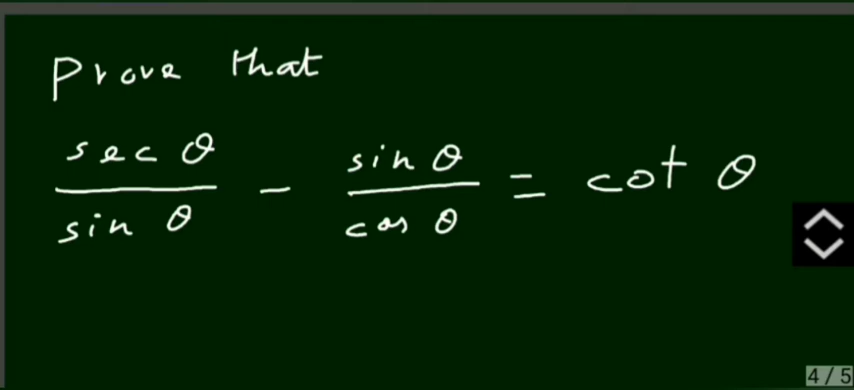 Prove that
sec θ / sin θ - sin θ / cos θ = cot θ
4/5